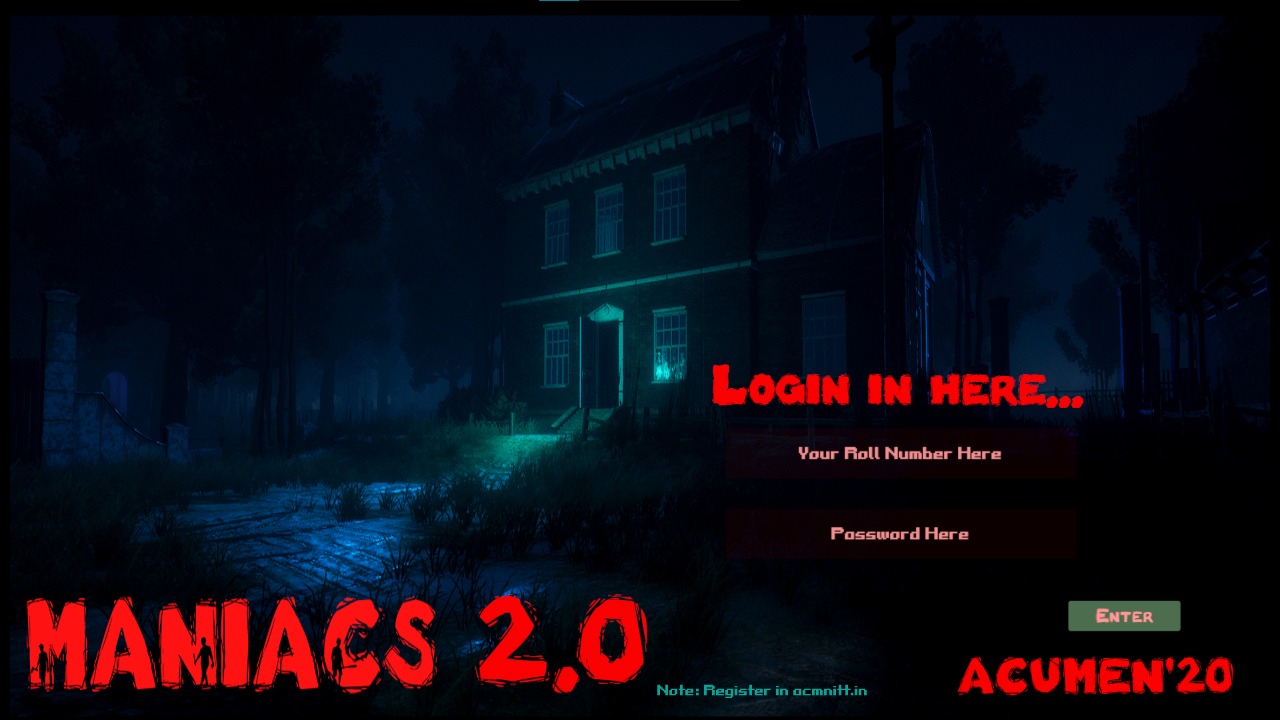 Login in here...
Your Roll Number Here
Password Here
Enter
MANIACS 2.0
ACUMEN'20
Note: Register in acmnitt.in